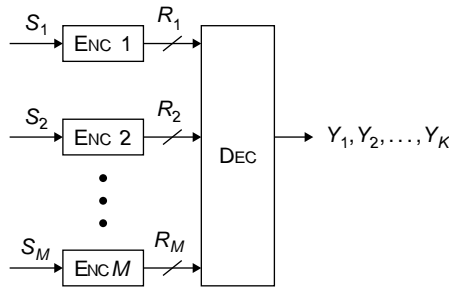 S1 ENC 1 R1
S2 ENC 2 R2
DEC Y1, Y2, . . . , YK
SM ENC M RM